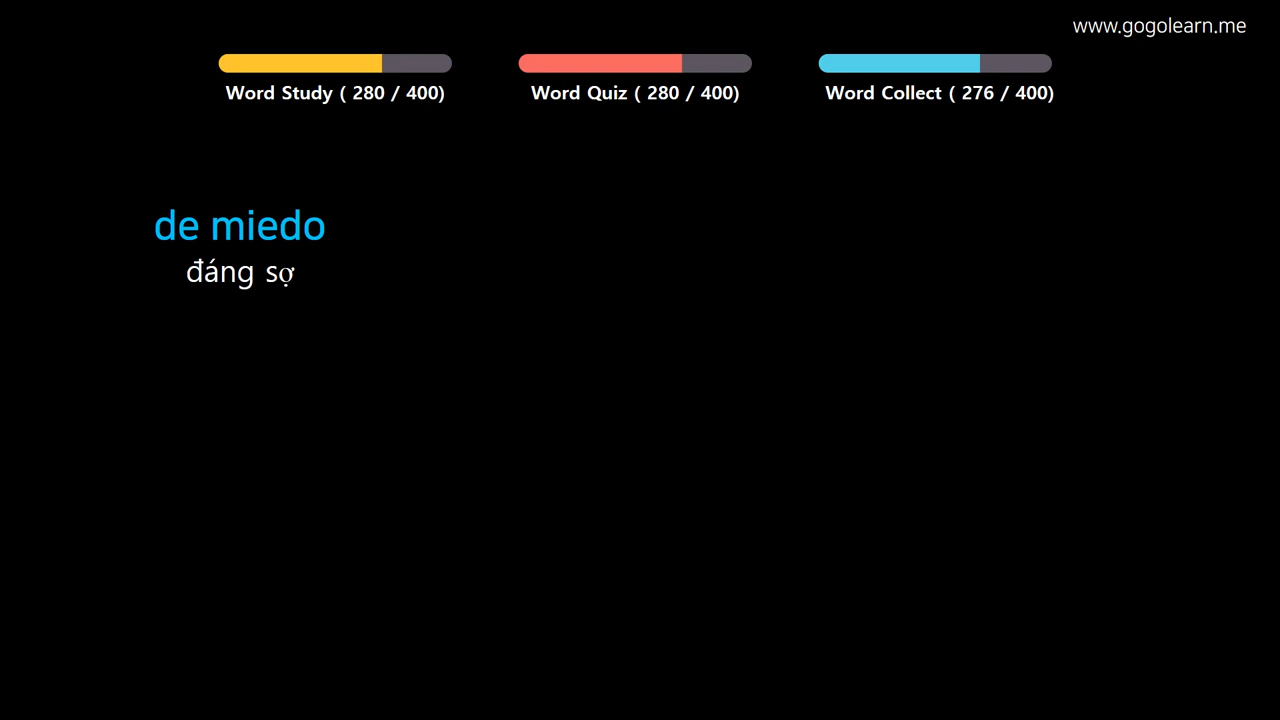 www.gogolearn.me
Word Study ( 280 / 400)
Word Quiz ( 280 / 400)
Word Collect ( 276 / 400)
de miedo
đáng sợ